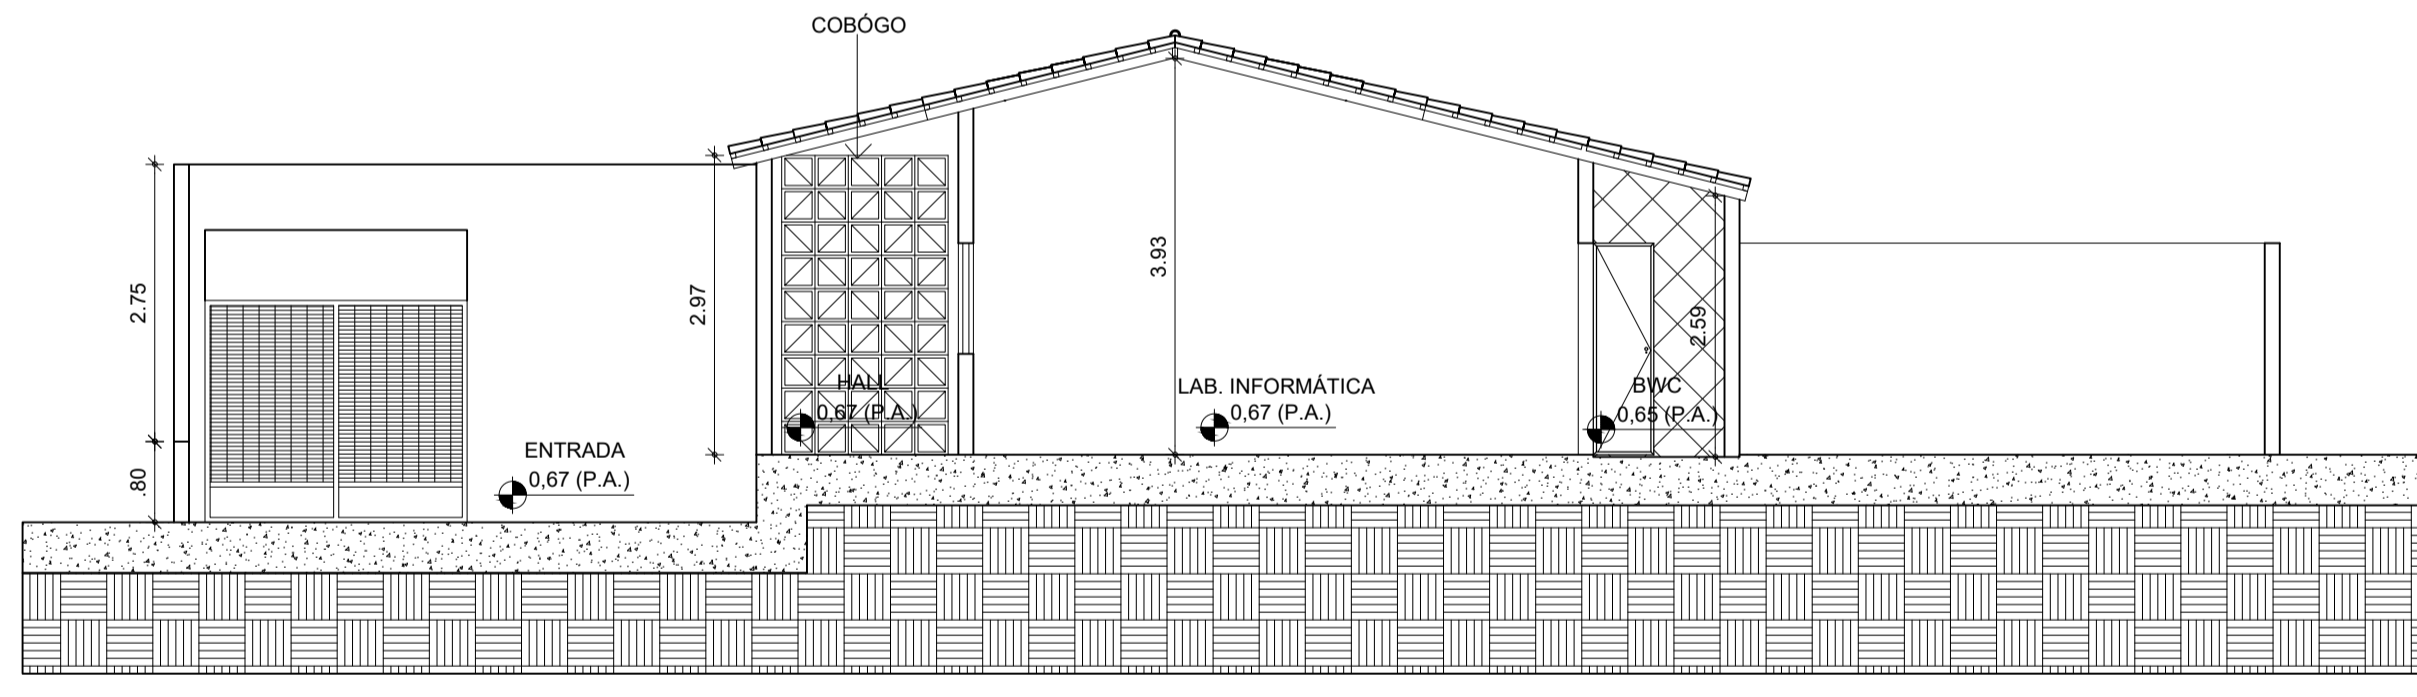 COBÓGO
2.75
.80
2.97
3.93
2.59
ENTRADA
0,67 (P.A.)
HALL
0,67 (P.A.)
LAB. INFORMÁTICA
0,67 (P.A.)
BWC
0,65 (P.A.)